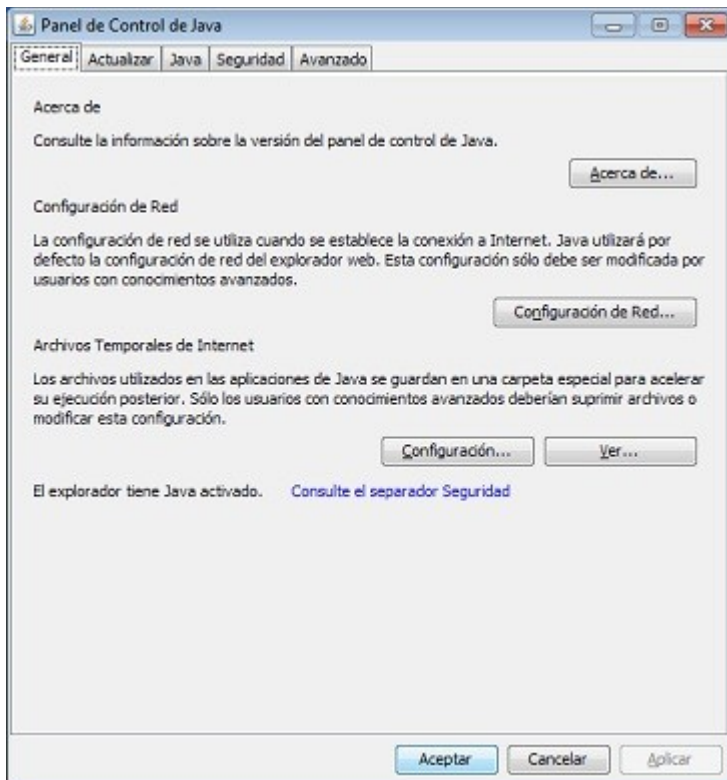 Panel de Control de Java
General Actualizar Java Seguridad Avanzado
Acerca de
Consulte la información sobre la versión del panel de control de Java.
Acerca de...
Configuración de Red
La configuración de red se utiliza cuando se establece la conexión a Internet. Java utilizará por
defecto la configuración de red del explorador web. Esta configuración sólo debe ser modificada por
usuarios con conocimientos avanzados.
Configuración de Red...
Archivos Temporales de Internet
Los archivos utilizados en las aplicaciones de Java se guardan en una carpeta especial para acelerar
su ejecución posterior. Sólo los usuarios con conocimientos avanzados deberían suprimir archivos o
modificar esta configuración.
Configuración... Ver...
El explorador tiene Java activado. Consulte el separador Seguridad
Aceptar Cancelar Aplicar